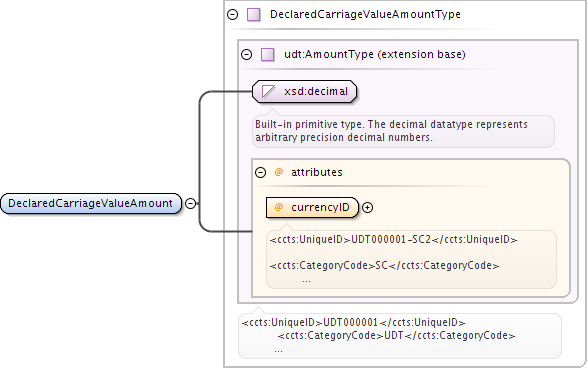 DeclaredCarriageValueAmountType
udt:AmountType (extension base)
xsd:decimal
Built-in primitive type. The decimal datatype represents
arbitrary precision decimal numbers.
@ attributes
DeclaredCarriageValueAmount
@ currencyID
<ccts:UniqueID>UDT000001-SC2</ccts:UniqueID>
<ccts:CategoryCode>SC</ccts:CategoryCode>
...
<ccts:UniqueID>UDT000001</ccts:UniqueID>
<ccts:CategoryCode>UDT</ccts:CategoryCode>
...